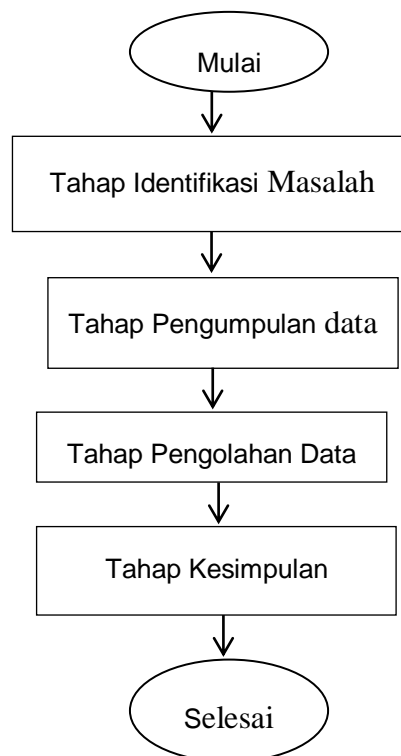 Mulai
Tahap Identifikasi Masalah
Tahap Pengumpulan data
Tahap Pengolahan Data
Tahap Kesimpulan
Selesai